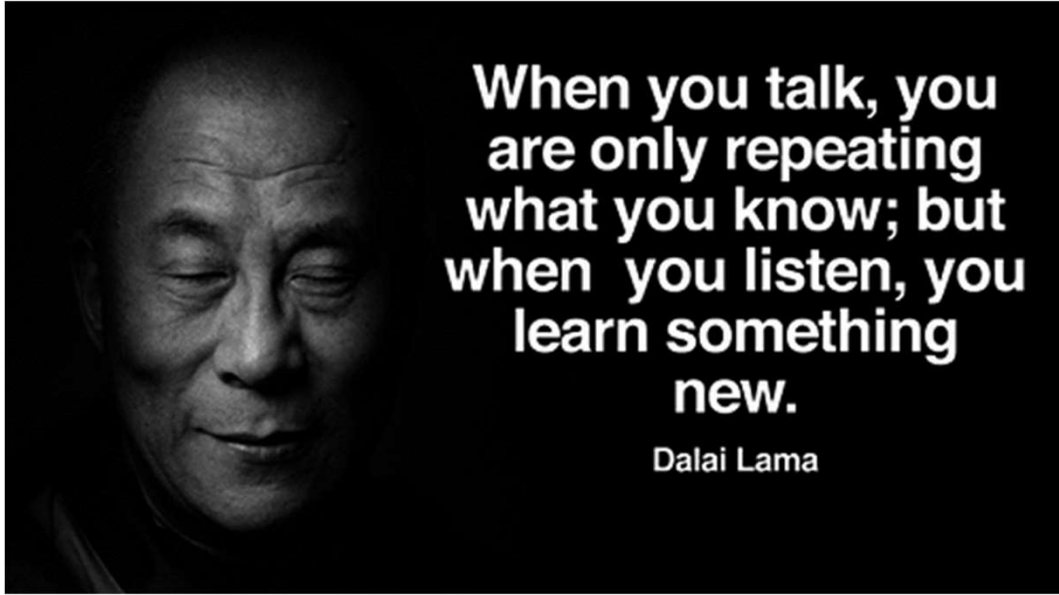 When you talk, you
are only repeating
what you know; but
when  you listen, you
learn something
new.
Dalai Lama